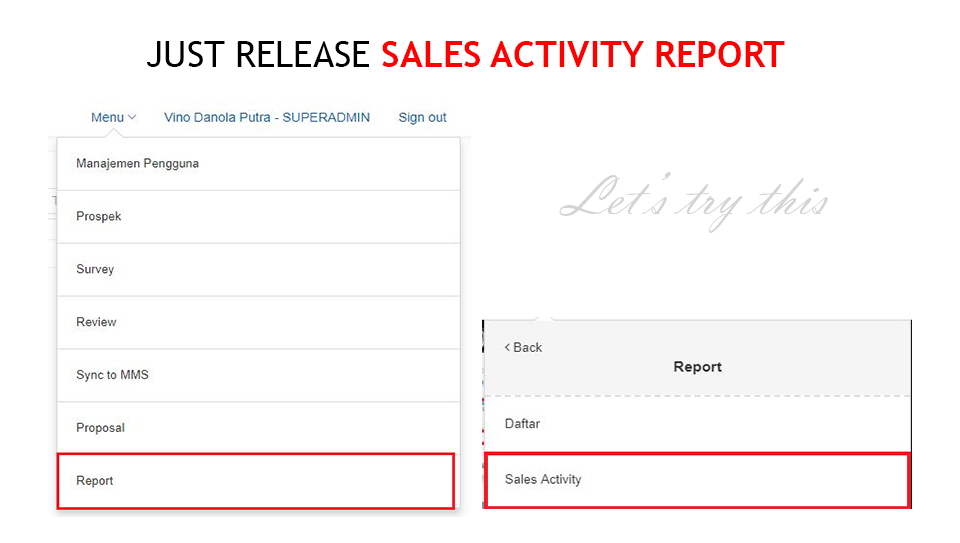 JUST RELEASE SALES ACTIVITY REPORT
Menu Vino Danola Putra - SUPERADMIN Sign out
Manajemen Pengguna
Prospek
Survey
Review
Sync to MMS
Proposal
Report
Let's try this
< Back
Report
Daftar
Sales Activity